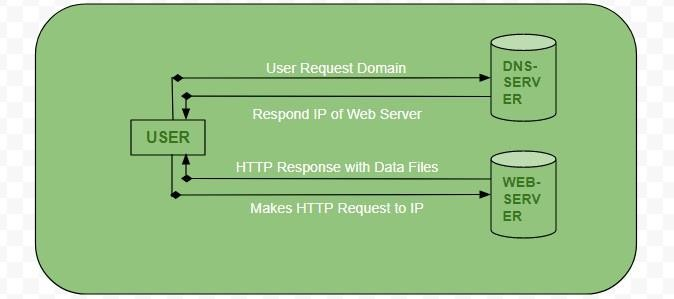 User Request Domain
DNS-
SERV
ER
Respond IP of Web Server
USER
HTTP Response with Data Files
WEB-
SERV
ER
Makes HTTP Request to IP